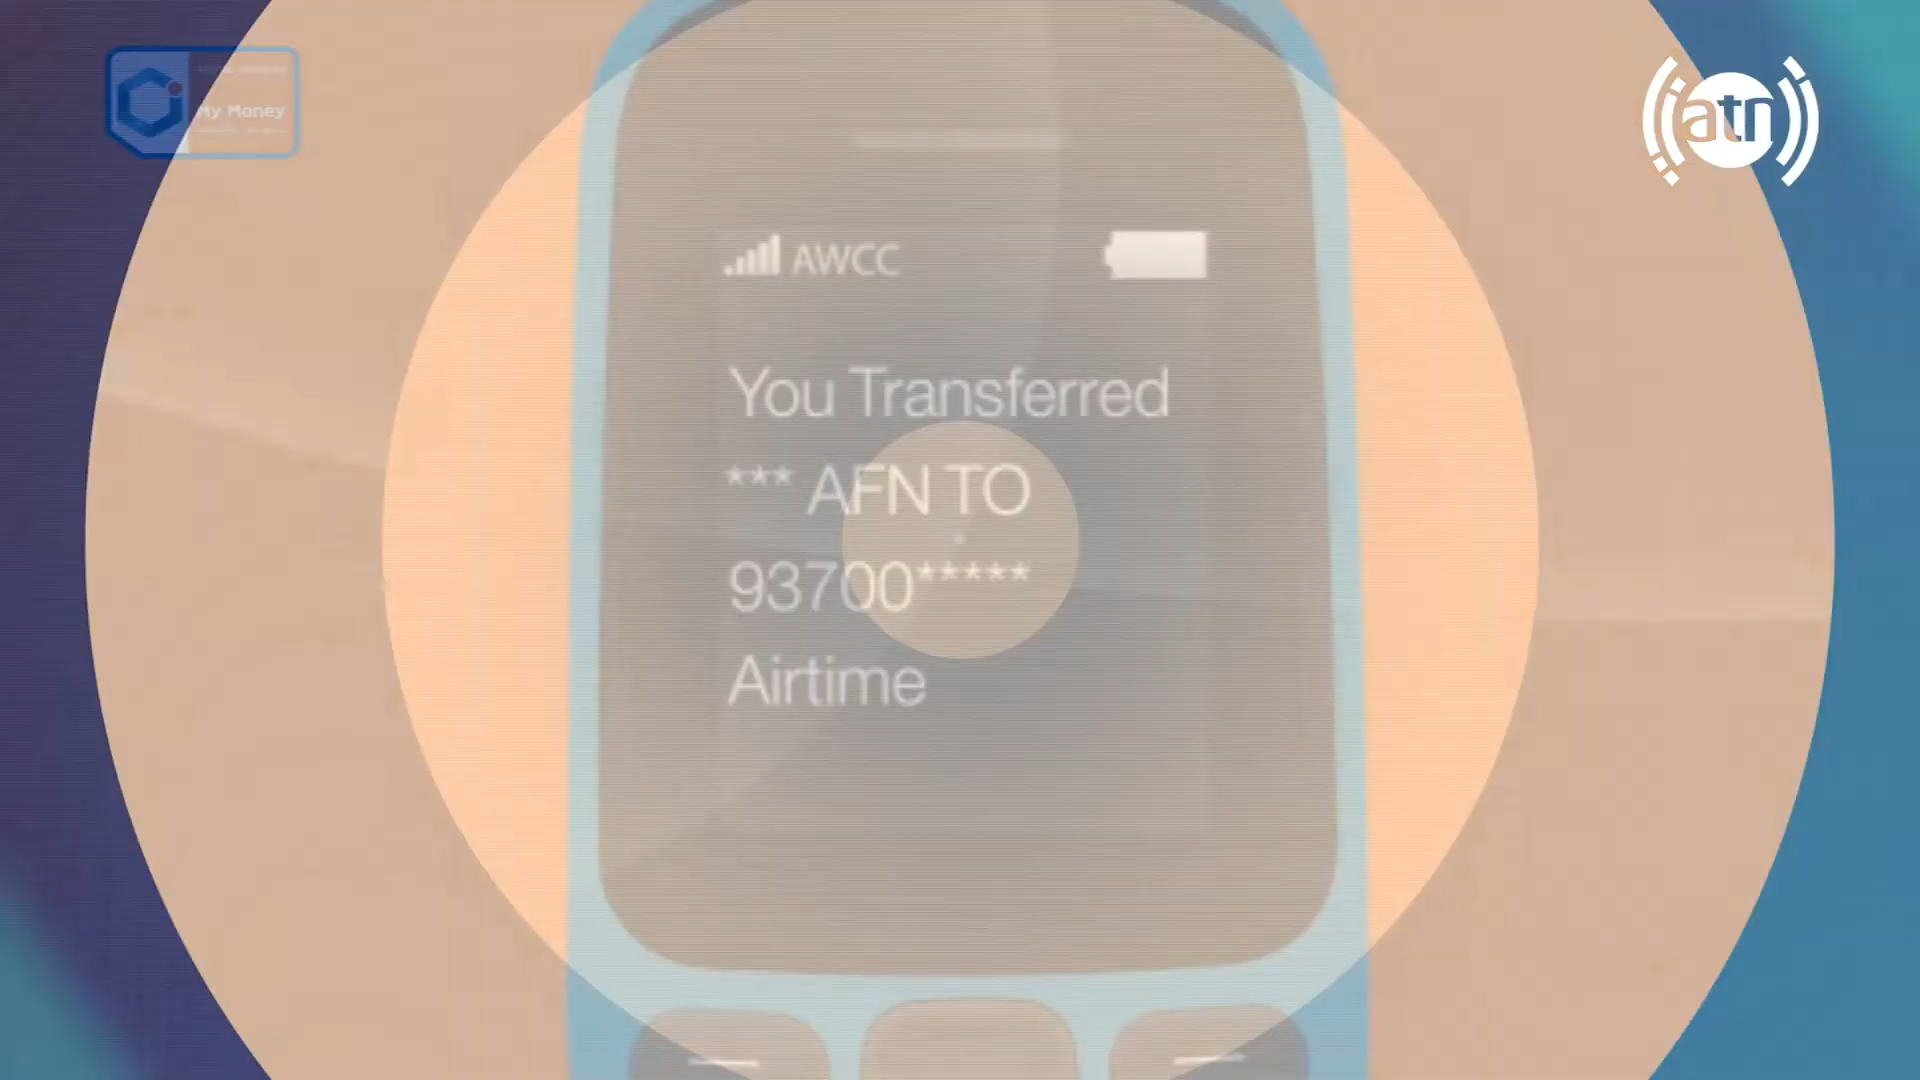 My Money
atn
AWCC
You Transferred
*** AFN TO
93700*****
Airtime